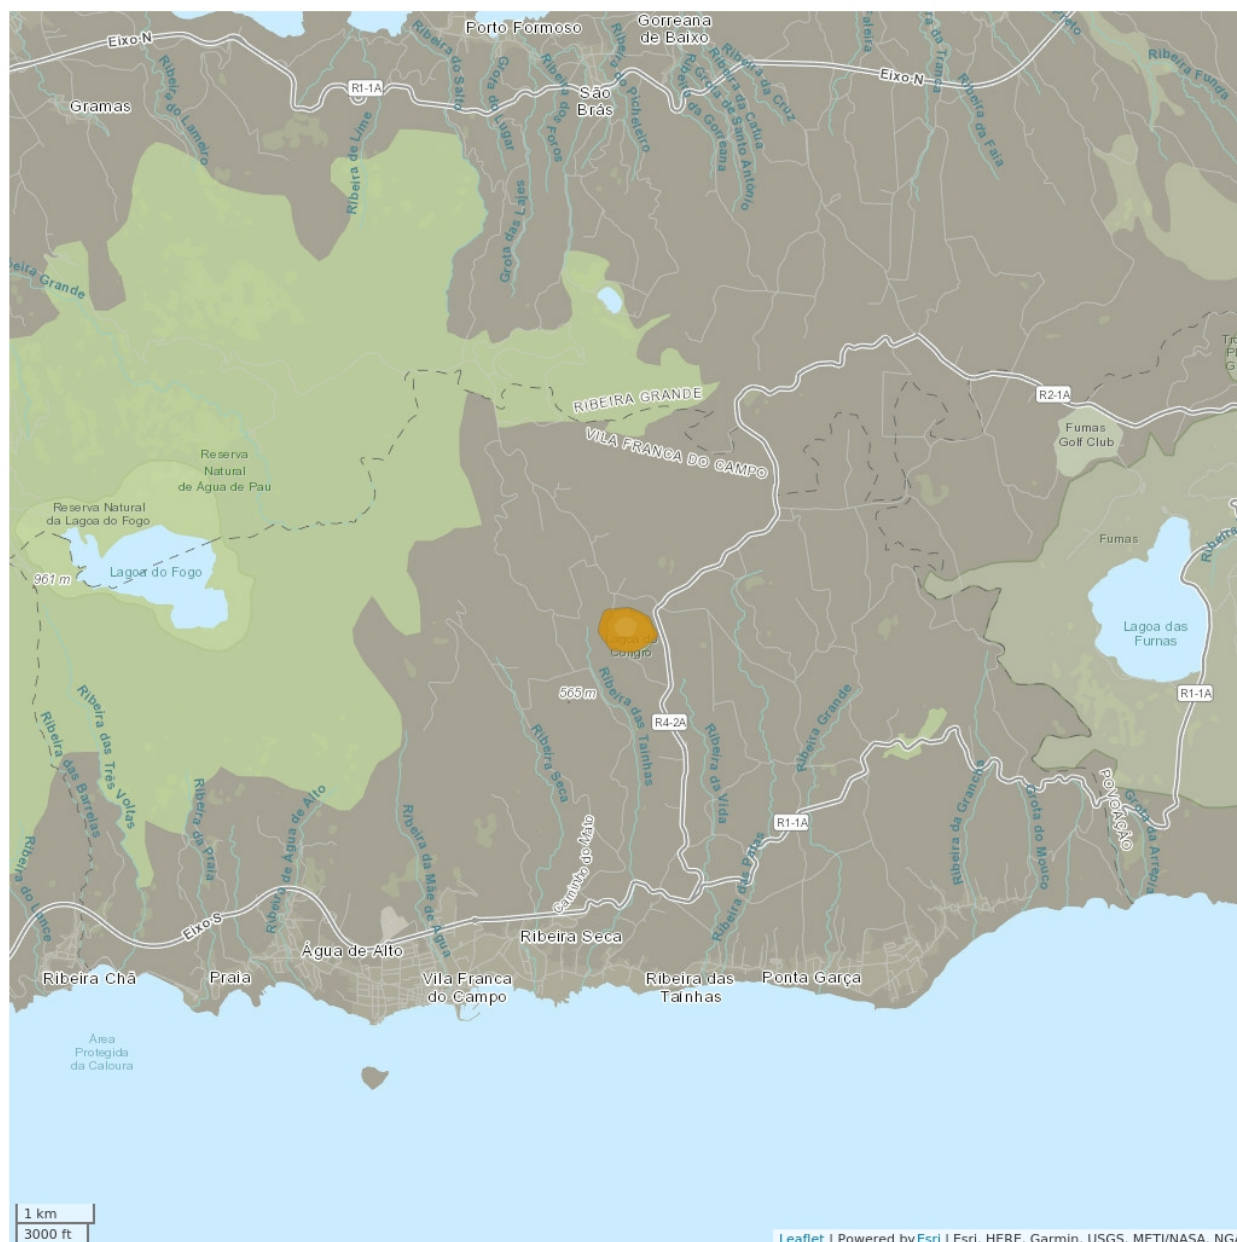 Porto Formoso
Gorreana
de Baixo
Eixo-N
Ribeira do Salto
Ribeira do Lameiro
R1-1A
Grota do Lugar
Ribeira dos Foros
São
Brás
Ribeira do Picheleiro
Ribeira da Gorreana
Grota de Santo António
Ribeira da Cafua
Ribeira da Cruz
Eixo-N
Ribeira da Faia
Ribeira Funda
Gramas
Ribeira de Lime
Grota das Lajes
RIBEIRA GRANDE
VILA FRANCA DO CAMPO
R2-1A
Furnas
Golf Club
Reserva
Natural
de Água de Pau
Reserva Natural
da Lagoa do Fogo
Lagoa do Fogo
961 m
Furnas
Lagoa das
Furnas
R1-1A
565 m
R4-2A
Ribeira das Tainhas
Ribeira Seca
Ribeira da Vida
Ribeira Grande
R1-1A
Ribeira das Três Voltas
Ribeira das Barrelas
Ribeira da Praia
Ribeira de Água de Alto
Ribeira da Mãe de Água
Caminho do Mato
Ribeira das Patas
Ribeira da Grancha
Grota do Mouco
POVOAÇÃO
Eixo-S
Ribeira Chã
Praia
Água de Alto
Vila Franca
do Campo
Ribeira Seca
Ribeira das
Taínhas
Ponta Garça
Área
Protegida
da Caloura
1 km
3000 ft
Leaflet | Powered by Esri | Esri, HERE, Garmin, USGS, METI/NASA, NGA